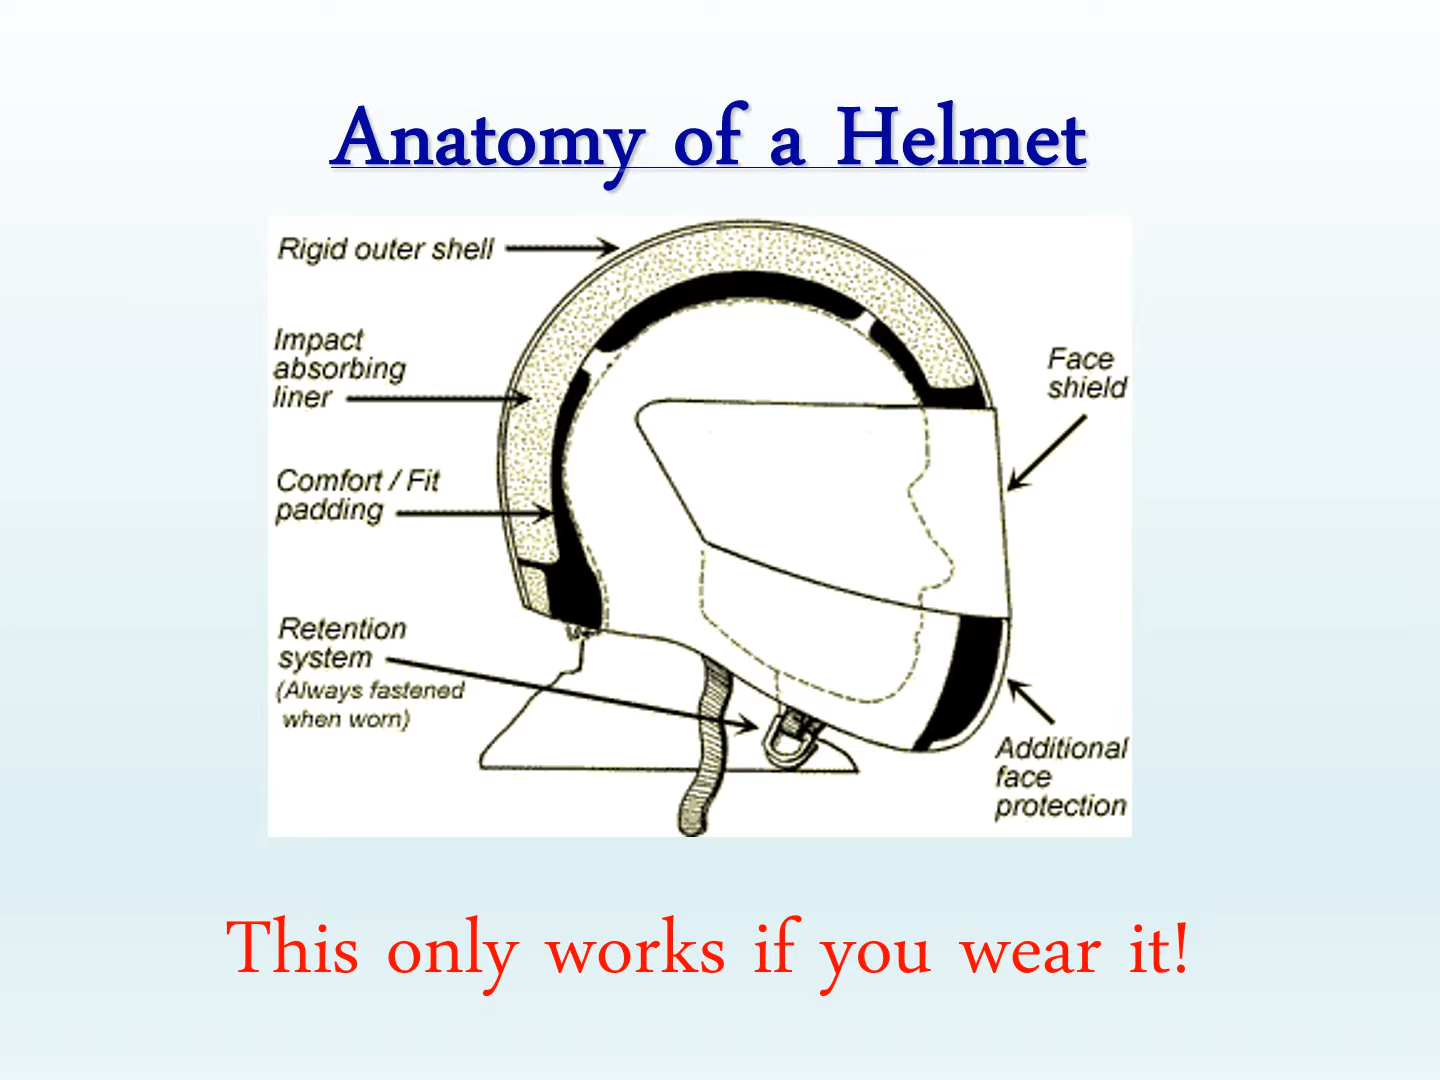 Anatomy of a Helmet
Rigid outer shell
Impact
absorbing
liner
Comfort / Fit
padding
Retention
system
(Always fastened
when worn)
Face
shield
Additional
face
protection
This only works if you wear it!